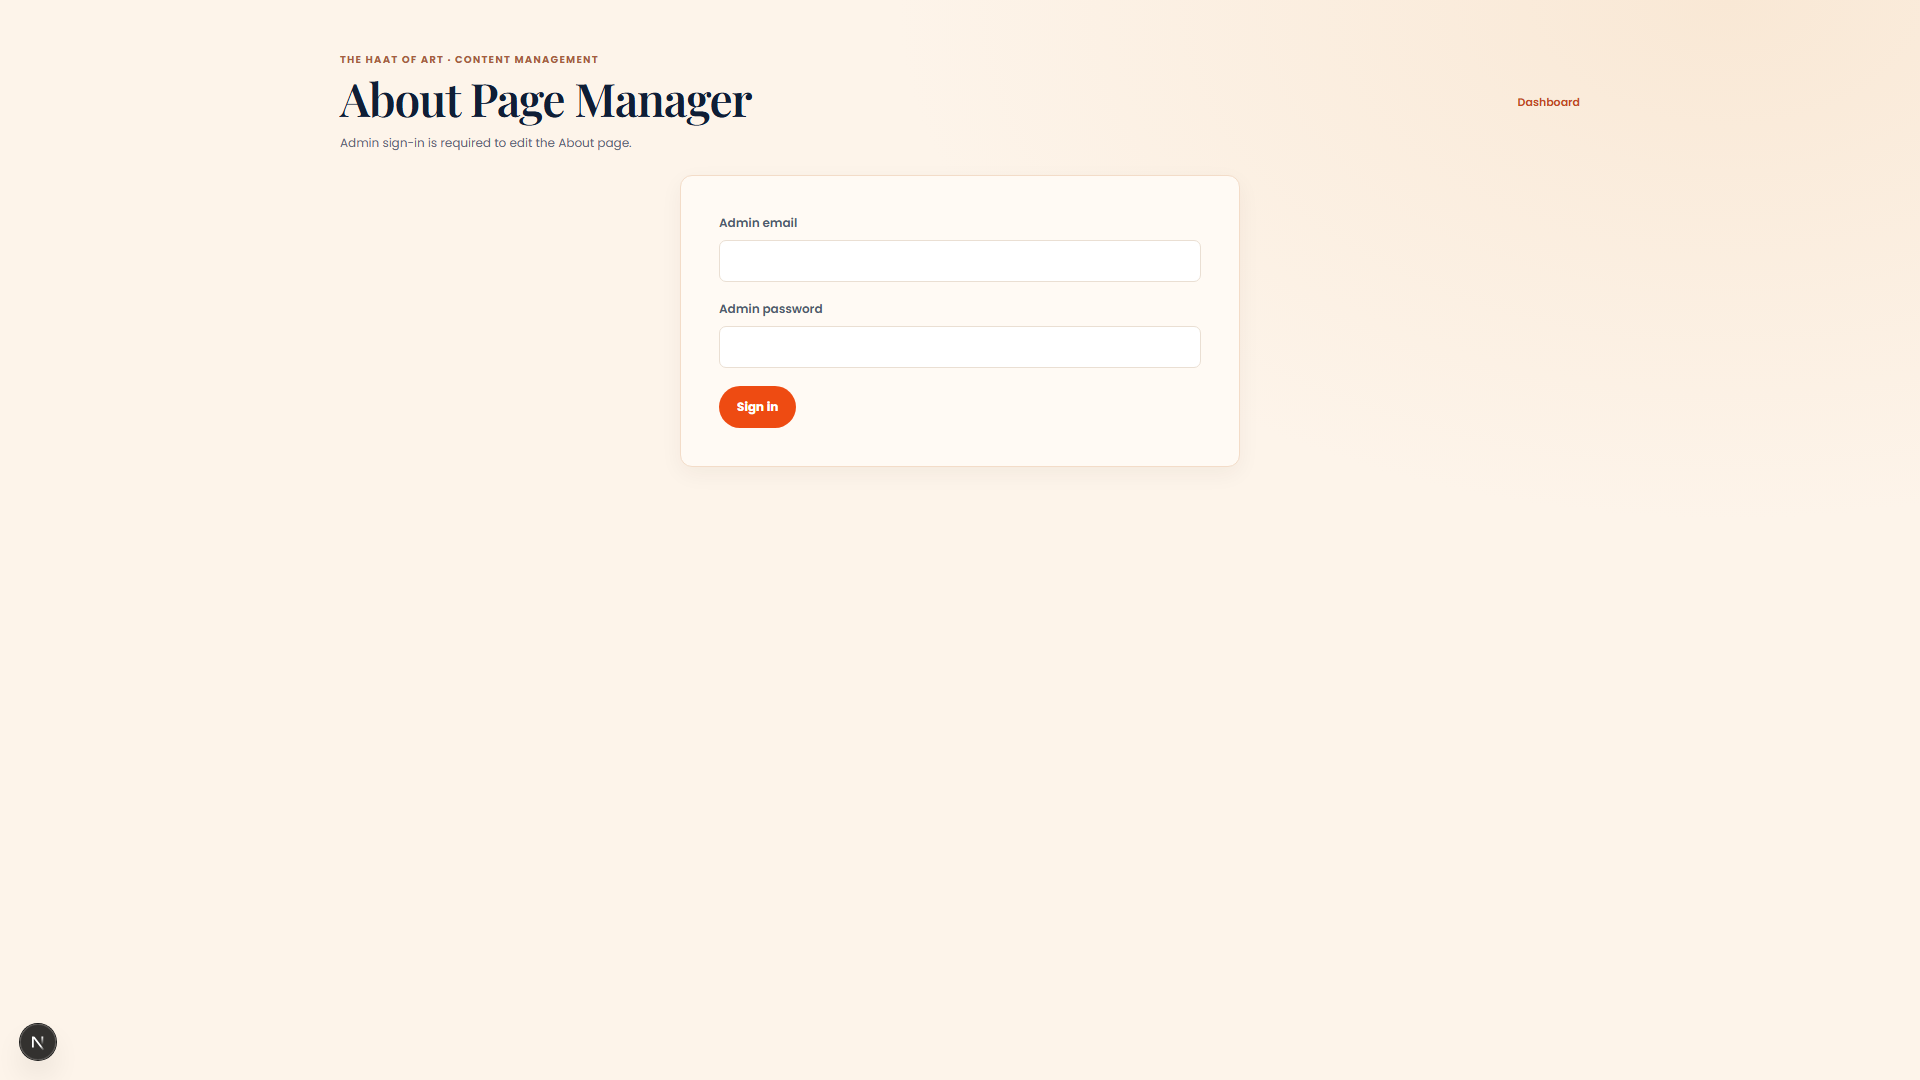 THE HAAT OF ART • CONTENT MANAGEMENT
About Page Manager
Dashboard
Admin sign-in is required to edit the About page.
Admin email
Admin password
Sign in
N